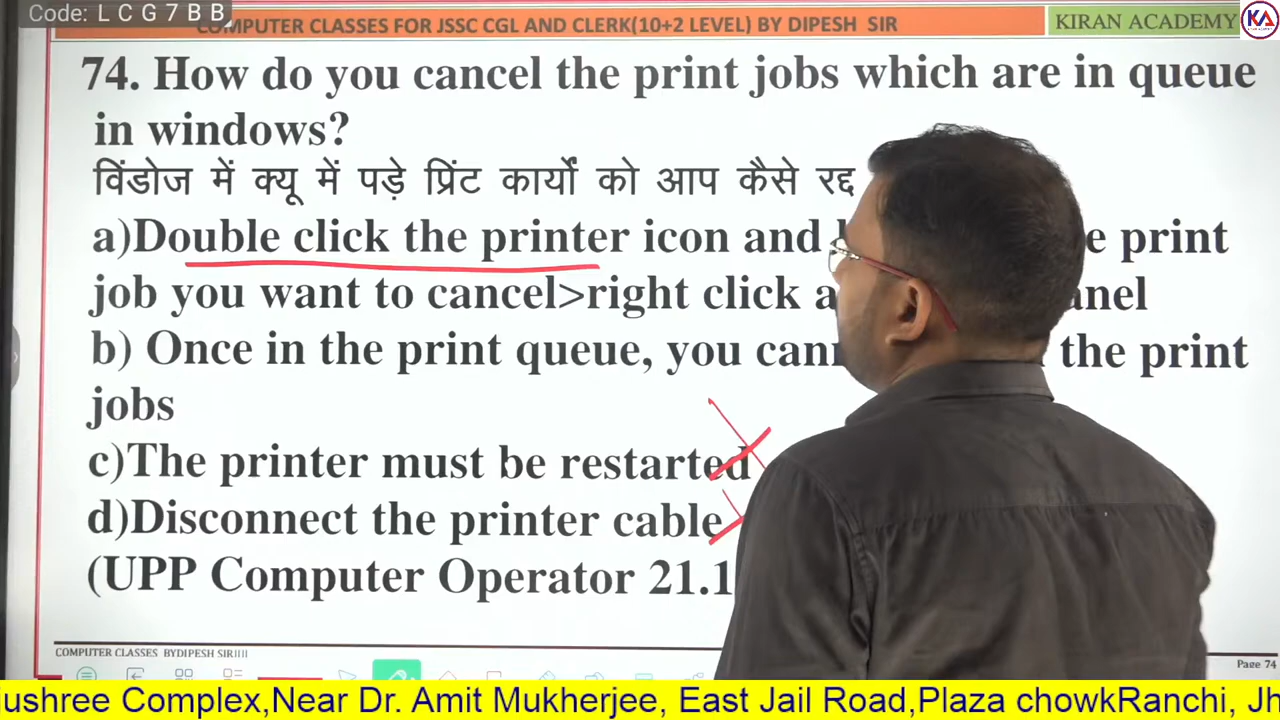 Code: L C G 7 B B
COMPUTER CLASSES FOR JSSC CGL AND CLERK(10+2 LEVEL) BY DIPESH SIR
KIRAN ACADEMY
KA
74. How do you cancel the print jobs which are in queue
in windows?
विंडोज में क्यू में पड़े प्रिंट कार्यों को आप कैसे रद्द
a)Double click the printer icon and print
job you want to cancel>right click
b) Once in the print queue, you the print
jobs
c)The printer must be restarted
d)Disconnect the printer cable
(UPP Computer Operator 21.1
COMPUTER CLASSES BYDIPESH SIR
Page 74
Complex,Near Dr. Amit Mukherjee, East Jail Road,Plaza chowkRanchi,